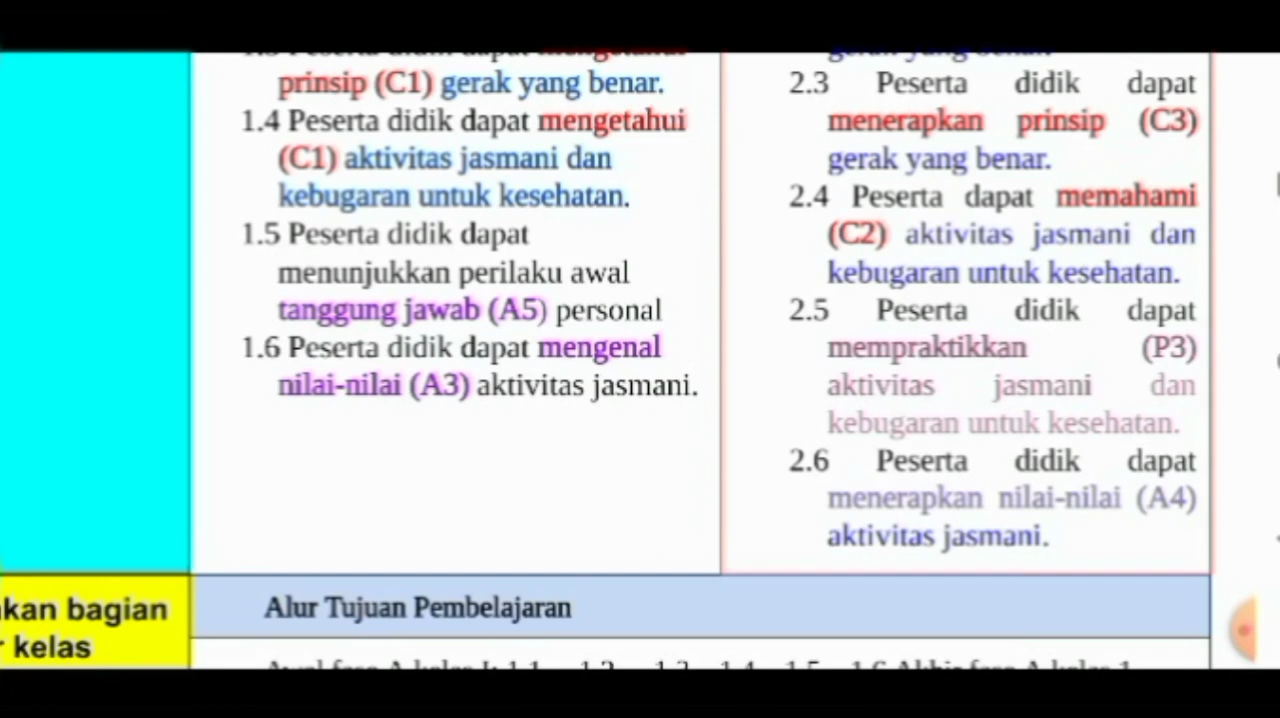 prinsip (C1) gerak yang benar.
1.4 Peserta didik dapat mengetahui
(C1) aktivitas jasmani dan
kebugaran untuk kesehatan.
1.5 Peserta didik dapat
menunjukkan perilaku awal
tanggung jawab (A5) personal
1.6 Peserta didik dapat mengenal
nilai-nilai (A3) aktivitas jasmani.
gerak yang benar.
2.3 Peserta didik dapat
menerapkan prinsip (C3)
gerak yang benar.
2.4 Peserta dapat memahami
(C2) aktivitas jasmani dan
kebugaran untuk kesehatan.
2.5 Peserta didik dapat
mempraktikkan (P3)
aktivitas jasmani dan
kebugaran untuk kesehatan.
2.6 Peserta didik dapat
menerapkan nilai-nilai (A4)
aktivitas jasmani.
bagian
kelas
Alur Tujuan Pembelajaran